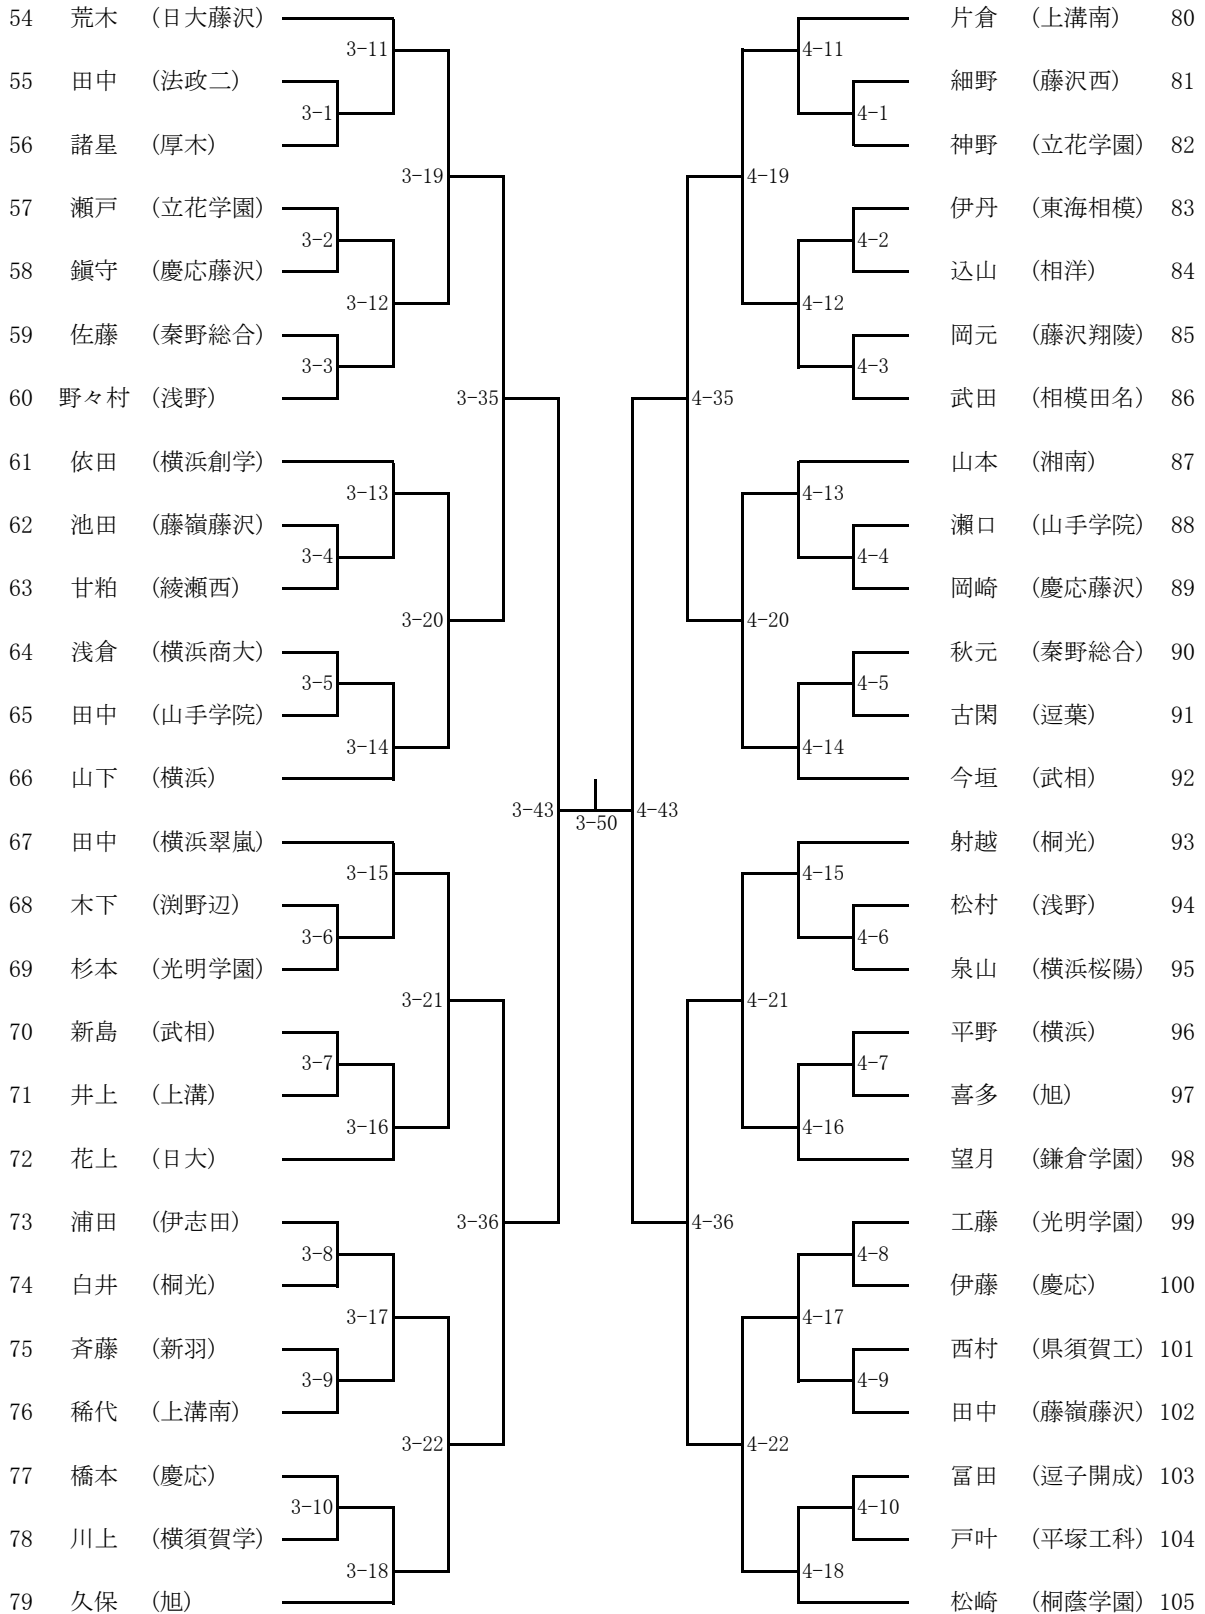 54 荒木 (日大藤沢) 片倉 (上溝南) 80
3-11 4-11
55 田中 (法政二) 細野 (藤沢西) 81
3-1 4-1
56 諸星 (厚木) 神野 (立花学園) 82
3-19 4-19
57 瀬戸 (立花学園) 伊丹 (東海相模) 83
3-2 4-2
58 鎭守 (慶応藤沢) 込山 (相洋) 84
3-12 4-12
59 佐藤 (秦野総合) 岡元 (藤沢翔陵) 85
3-3 4-3
60 野々村 (浅野) 3-35 4-35 武田 (相模田名) 86
61 依田 (横浜創学) 山本 (湘南) 87
3-13 4-13
62 池田 (藤嶺藤沢) 瀨口 (山手学院) 88
3-4 4-4
63 甘粕 (綾瀬西) 岡崎 (慶応藤沢) 89
3-20 4-20
64 浅倉 (横浜商大) 秋元 (秦野総合) 90
3-5 4-5
65 田中 (山手学院) 古閑 (逗葉) 91
3-14 4-14
66 山下 (横浜) 今垣 (武相) 92
3-43 4-43
3-50
67 田中 (横浜翠嵐) 射越 (桐光) 93
3-15 4-15
68 木下 (渕野辺) 松村 (浅野) 94
3-6 4-6
69 杉本 (光明学園) 泉山 (横浜桜陽) 95
3-21 4-21
70 新島 (武相) 平野 (横浜) 96
3-7 4-7
71 井上 (上溝) 喜多 (旭) 97
3-16 4-16
72 花上 (日大) 望月 (鎌倉学園) 98
73 浦田 (伊志田) 3-36 4-36 工藤 (光明学園) 99
3-8 4-8
74 白井 (桐光) 伊藤 (慶応) 100
3-17 4-17
75 斉藤 (新羽) 西村 (県須賀工) 101
3-9 4-9
76 稀代 (上溝南) 田中 (藤嶺藤沢) 102
3-22 4-22
77 橋本 (慶応) 冨田 (逗子開成) 103
3-10 4-10
78 川上 (横須賀学) 戸叶 (平塚工科) 104
3-18 4-18
79 久保 (旭) 松崎 (桐蔭学園) 105